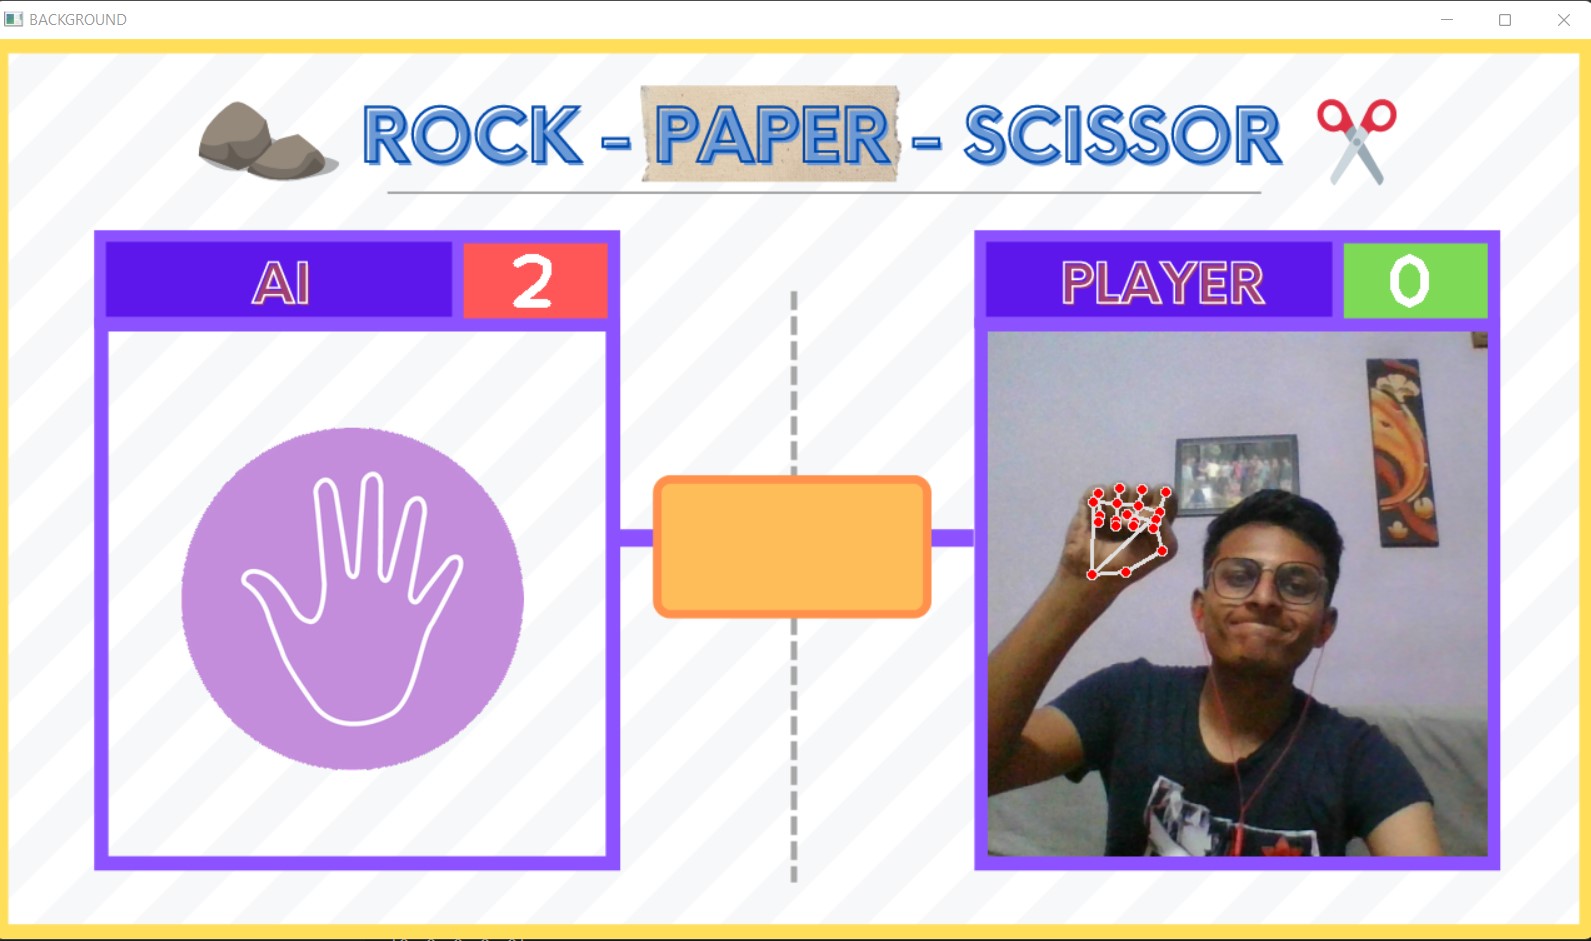 BACKGROUND
ROCK - PAPER - SCISSOR
AI 2
PLAYER 0